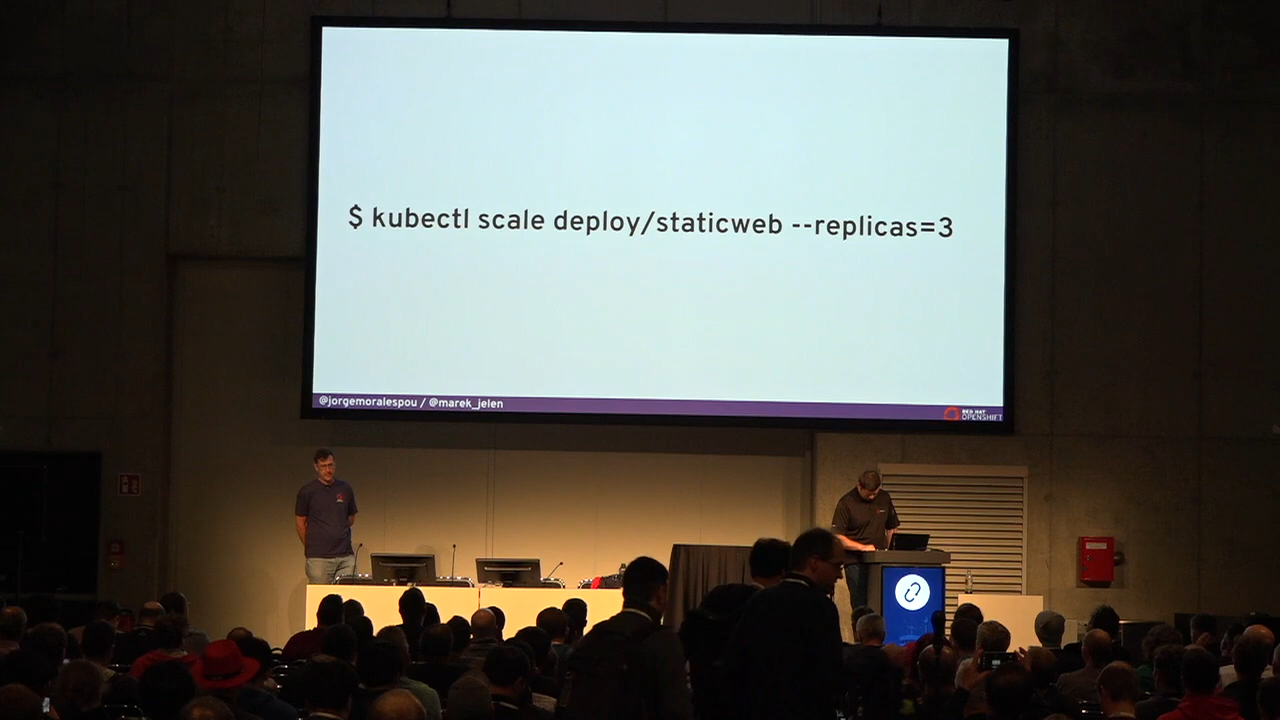 $ kubectl scale deploy/staticweb --replicas=3
@jorgemoralespou / @marek_jelen
RED HAT
OPENSHIFT